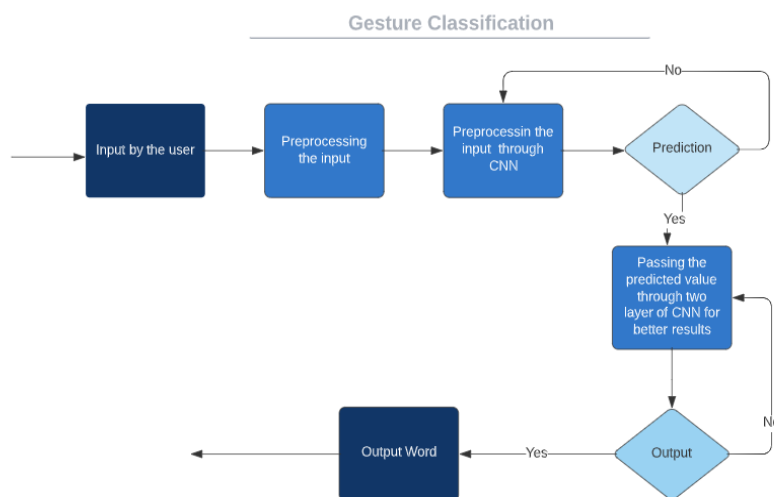 Gesture Classification
No
Input by the user
Preprocessing
the input
Preprocessin the
input through
CNN
Prediction
Yes
Passing the
predicted value
through two
layer of CNN for
better results
No
Output Word
Yes
Output